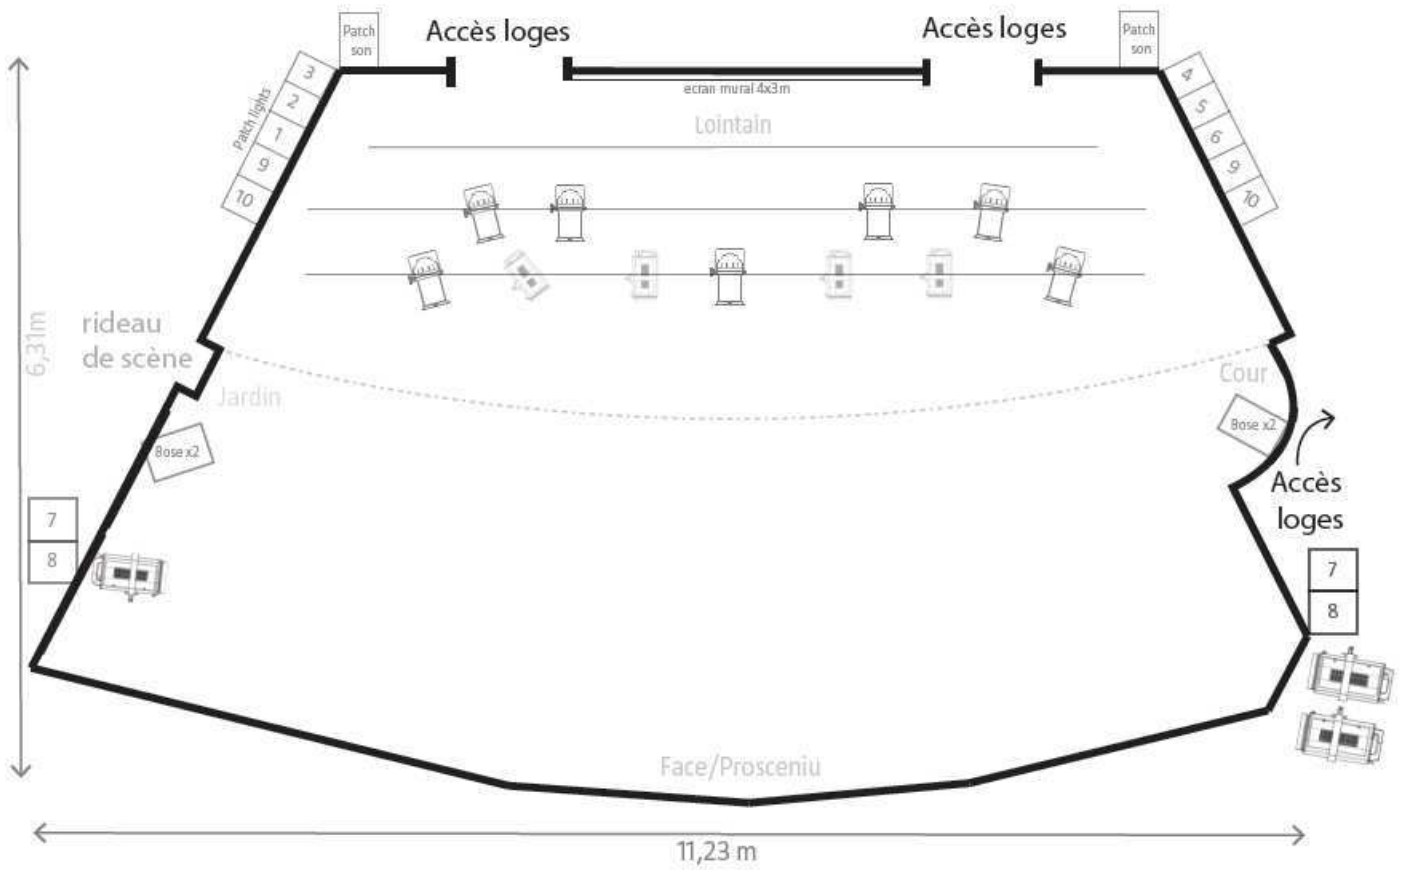 Patch
son
Accès loges
Accès loges
Patch
son
3
2
1
9
10
Patch lights
4
5
6
9
10
ecran mural 4x3m
Lointain
6,31m
rideau
de scène
Jardin
Cour
Bose x2
Bose x2
Accès
loges
7
8
7
8
Face/Prosceniu
11,23 m